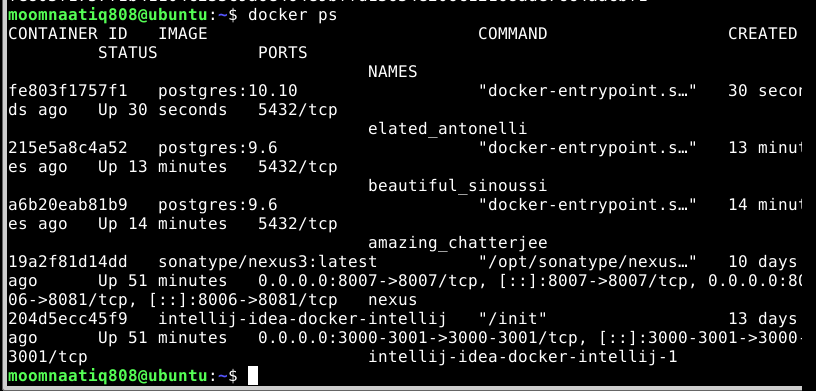 moomnaatiq808@ubuntu:~$ docker ps
CONTAINER ID   IMAGE                           COMMAND                  CREATED
         STATUS          PORTS
                                    NAMES
fe803f1757f1   postgres:10.10                  "docker-entrypoint.s…"   30 secon
ds ago   Up 30 seconds   5432/tcp
                                    elated_antonelli
215e5a8c4a52   postgres:9.6                    "docker-entrypoint.s…"   13 minut
es ago   Up 13 minutes   5432/tcp
                                    beautiful_sinoussi
a6b20eab81b9   postgres:9.6                    "docker-entrypoint.s…"   14 minut
es ago   Up 14 minutes   5432/tcp
                                    amazing_chatterjee
19a2f81d14dd   sonatype/nexus3:latest          "/opt/sonatype/nexus…"   10 days
ago      Up 51 minutes   0.0.0.0:8007->8007/tcp, [::]:8007->8007/tcp, 0.0.0.0:80
06->8081/tcp, [::]:8006->8081/tcp   nexus
204d5ecc45f9   intellij-idea-docker-intellij   "/init"                  13 days
ago      Up 51 minutes   0.0.0.0:3000-3001->3000-3001/tcp, [::]:3000-3001->3000-
3001/tcp                            intellij-idea-docker-intellij-1
moomnaatiq808@ubuntu:~$